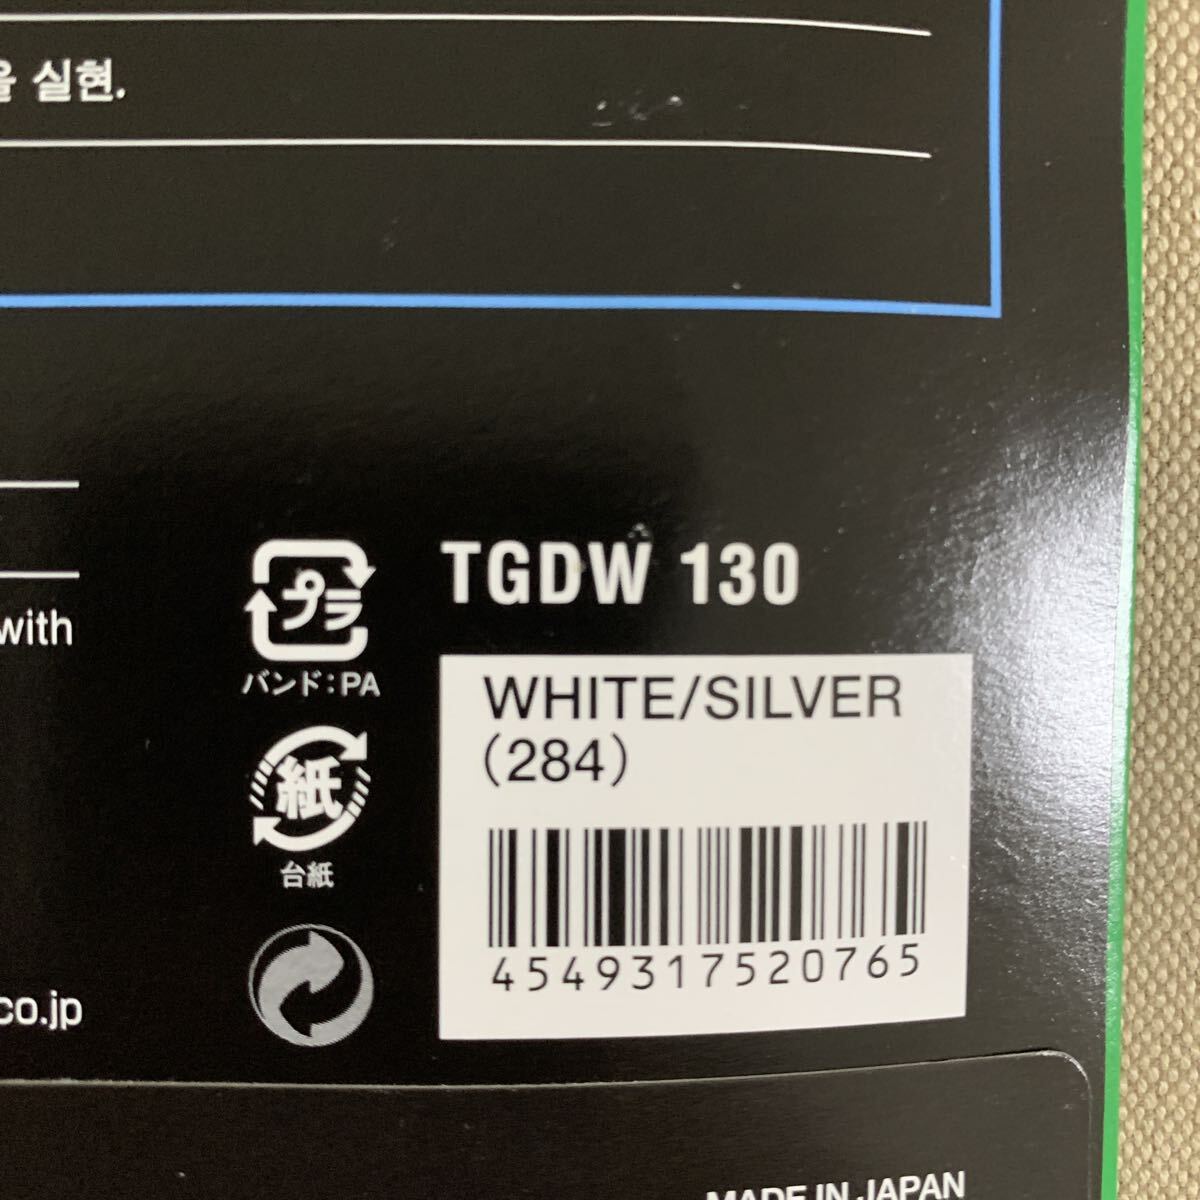 을 실현.
with
プラ
バンド:PA
紙
台紙
co.jp
TGDW 130
WHITE/SILVER
(284)
4549317520765
MADE IN JAPAN